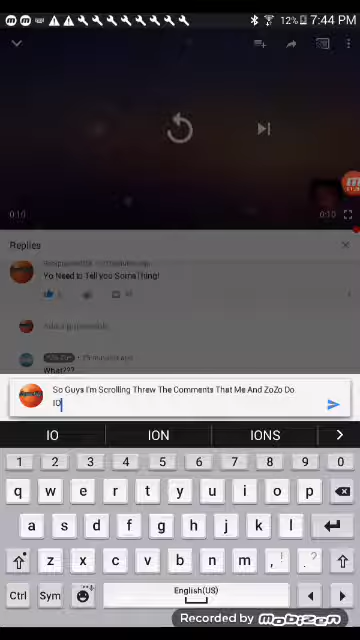 12% 7:44 PM
0:10
0:10
Replies
Yo Need to Tell you SomaThing!
What???
So Guys I'm Scrolling Threw The Comments That Me And ZoZo Do.
IO
IO ION IONS
1 2 3 4 5 6 7 8 9 0
q w e r t y u i o p
a s d f g h j k l
z x c v b n m , ! . ?
Ctrl Sym English(US)
Recorded by Mobizen